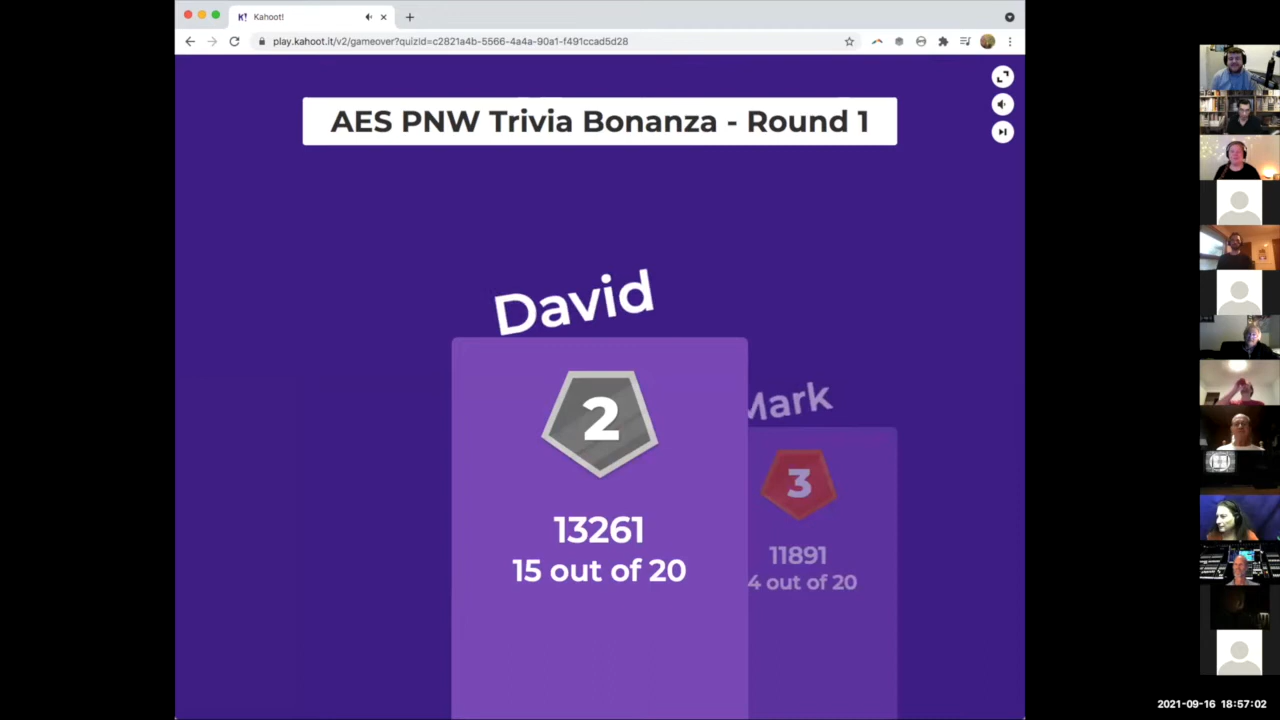 K! Kahoot!
play.kahoot.it/v2/gameover?quizId=c2821a4b-5566-4a4a-90a1-f491ccad5d28
AES PNW Trivia Bonanza - Round 1
David
2
13261
15 out of 20
Mark
3
11891
4 out of 20
2021-09-16 18:57:02